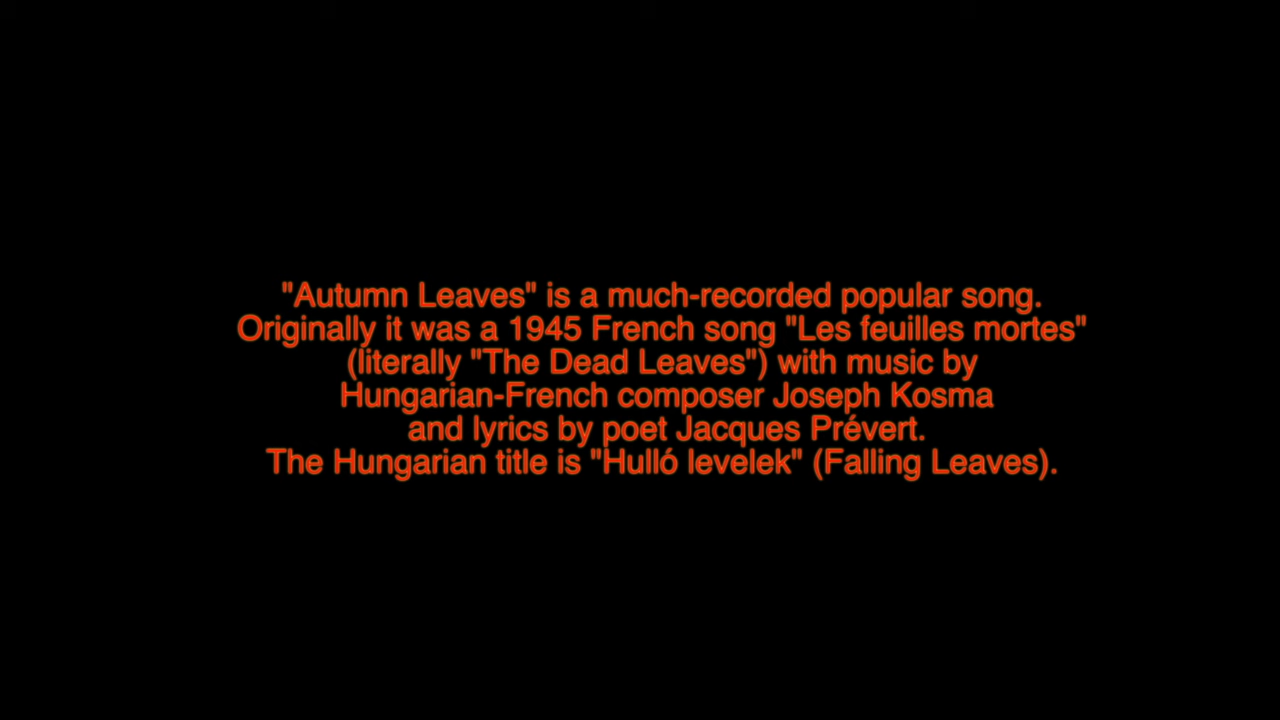 "Autumn Leaves" is a much-recorded popular song.
Originally it was a 1945 French song "Les feuilles mortes"
(literally "The Dead Leaves") with music by
Hungarian-French composer Joseph Kosma
and lyrics by poet Jacques Prévert.
The Hungarian title is "Hulló levelek" (Falling Leaves).